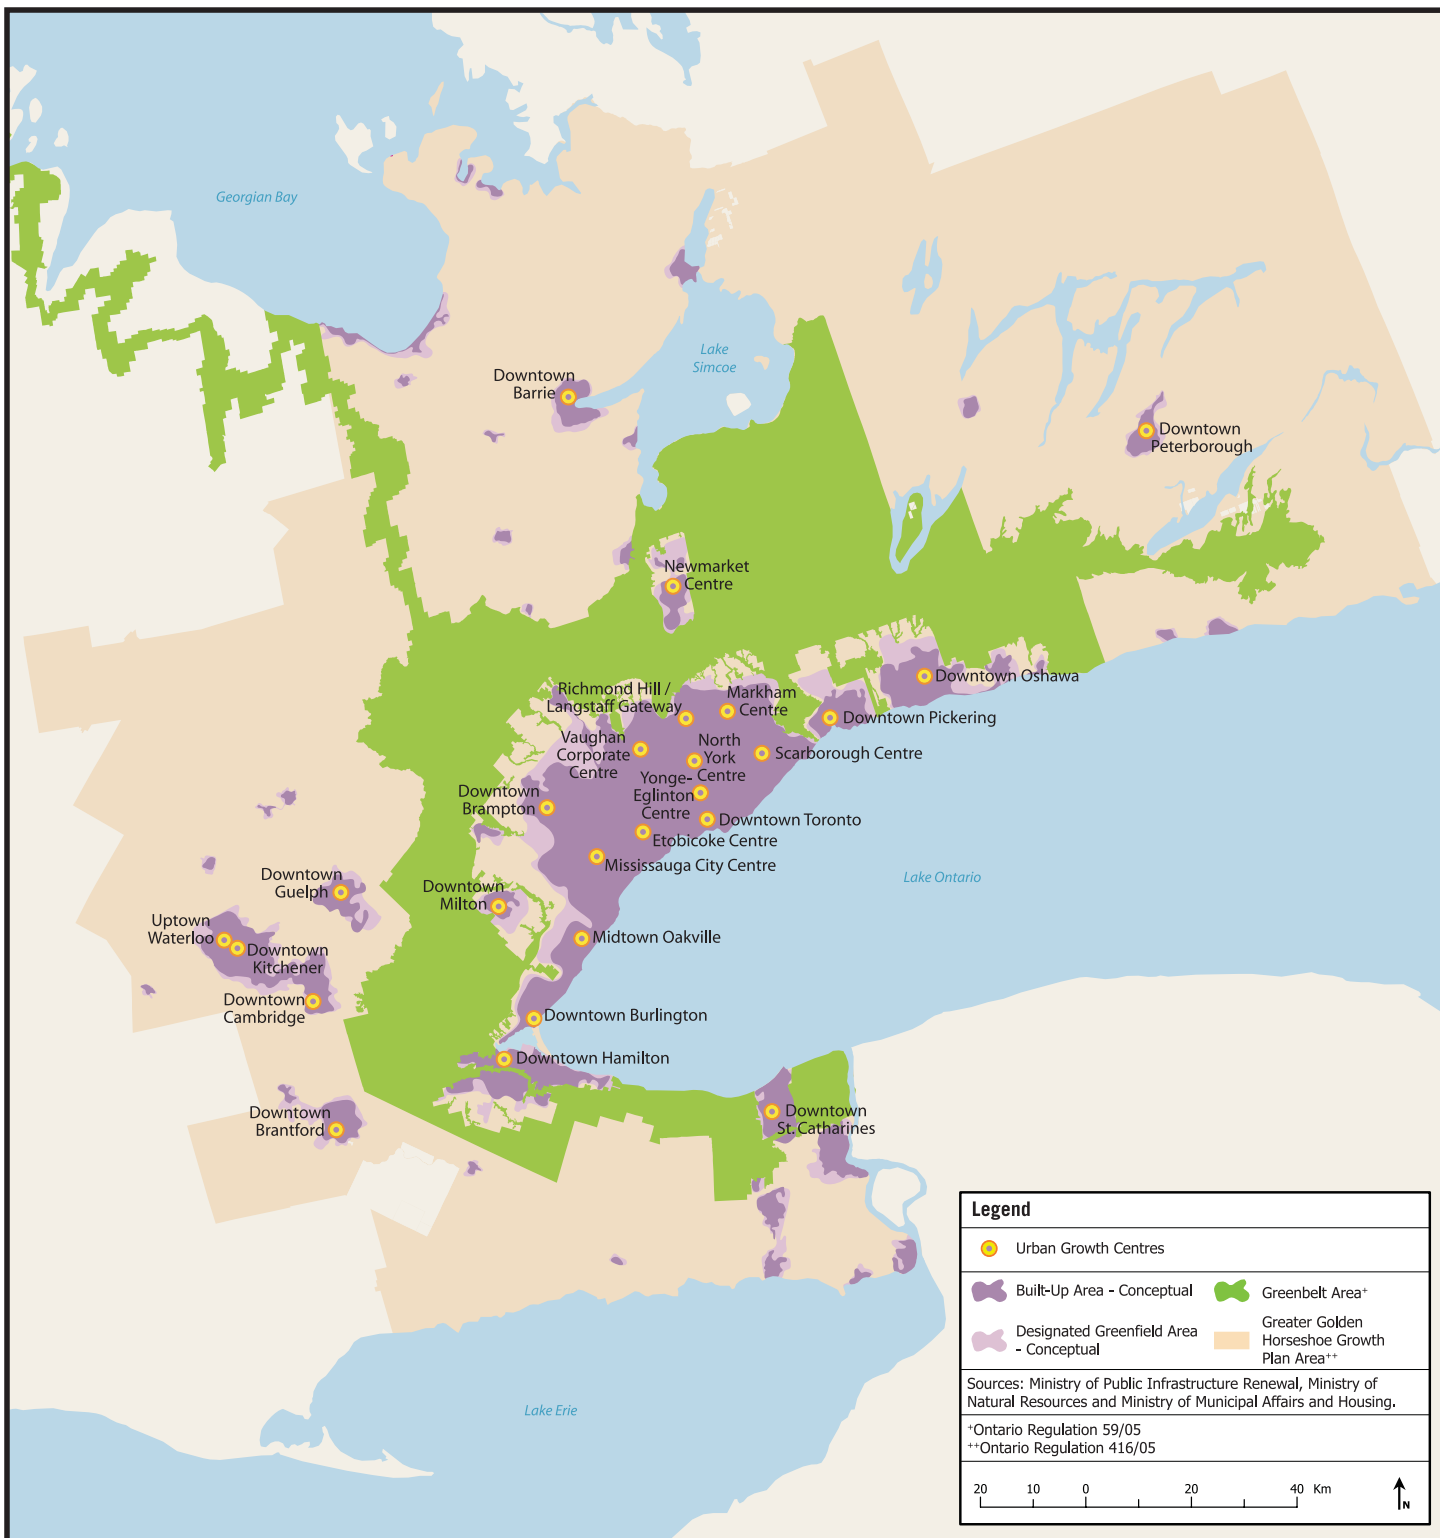 Georgian Bay
Lake
Simcoe
Downtown
Barrie
Downtown
Peterborough
Newmarket
Centre
Downtown Oshawa
Richmond Hill /
Langstaff Gateway
Markham
Centre
Downtown Pickering
Vaughan
Corporate
Centre
North
York
Centre
Scarborough Centre
Yonge-
Eglinton
Centre
Downtown
Brampton
Downtown Toronto
Etobicoke Centre
Mississauga City Centre
Lake Ontario
Downtown
Guelph
Downtown
Milton
Uptown
Waterloo
Downtown
Kitchener
Midtown Oakville
Downtown
Cambridge
Downtown Burlington
Downtown Hamilton
Downtown
Brantford
Downtown
St. Catharines
Lake Erie
Legend
Urban Growth Centres
Built-Up Area - Conceptual
Greenbelt Area+
Designated Greenfield Area
- Conceptual
Greater Golden
Horseshoe Growth
Plan Area++
Sources: Ministry of Public Infrastructure Renewal, Ministry of
Natural Resources and Ministry of Municipal Affairs and Housing.
+Ontario Regulation 59/05
++Ontario Regulation 416/05
20 10 0 20 40 Km
N